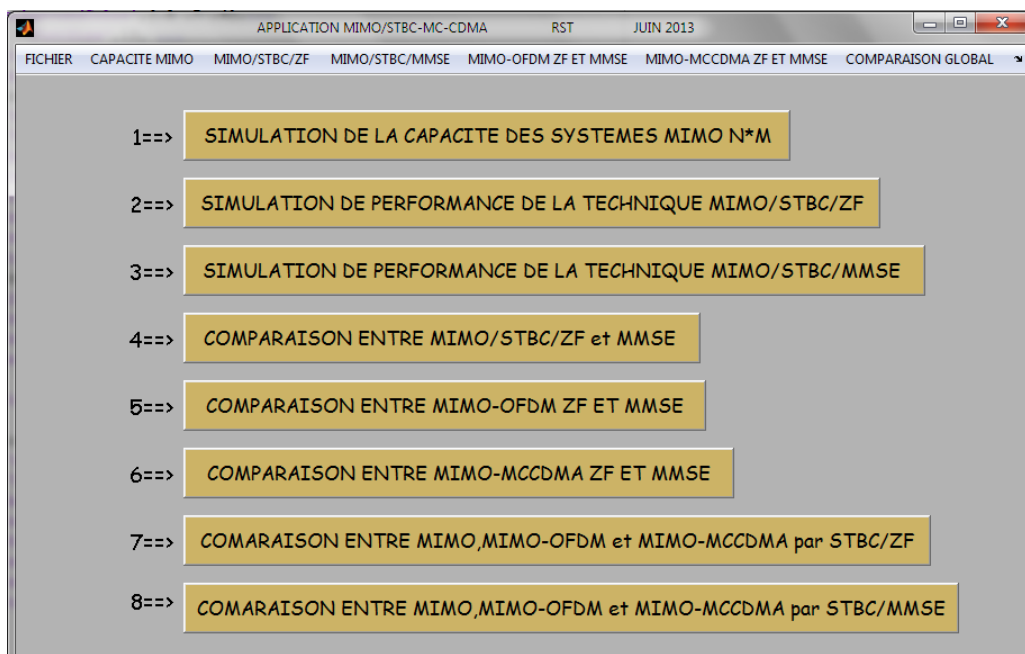 APPLICATION MIMO/STBC-MC-CDMA RST JUIN 2013
FICHIER CAPACITE MIMO MIMO/STBC/ZF MIMO/STBC/MMSE MIMO-OFDM ZF ET MMSE MIMO-MCCDMA ZF ET MMSE COMPARAISON GLOBAL
1==> SIMULATION DE LA CAPACITE DES SYSTEMES MIMO N*M
2==> SIMULATION DE PERFORMANCE DE LA TECHNIQUE MIMO/STBC/ZF
3==> SIMULATION DE PERFORMANCE DE LA TECHNIQUE MIMO/STBC/MMSE
4==> COMPARAISON ENTRE MIMO/STBC/ZF et MMSE
5==> COMPARAISON ENTRE MIMO-OFDM ZF ET MMSE
6==> COMPARAISON ENTRE MIMO-MCCDMA ZF ET MMSE
7==> COMARAISON ENTRE MIMO,MIMO-OFDM et MIMO-MCCDMA par STBC/ZF
8==> COMARAISON ENTRE MIMO,MIMO-OFDM et MIMO-MCCDMA par STBC/MMSE